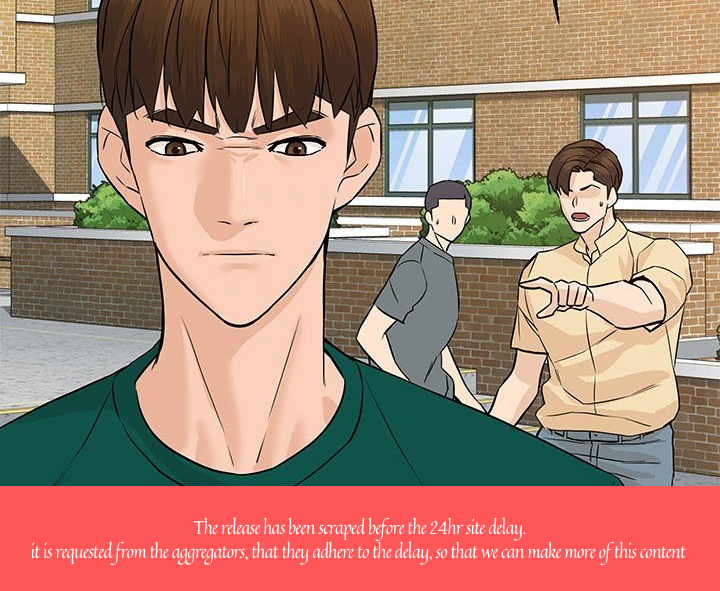 The release has been scraped before the 24hr site delay.
it is requested from the aggregators, that they adhere to the delay, so that we can make more of this content